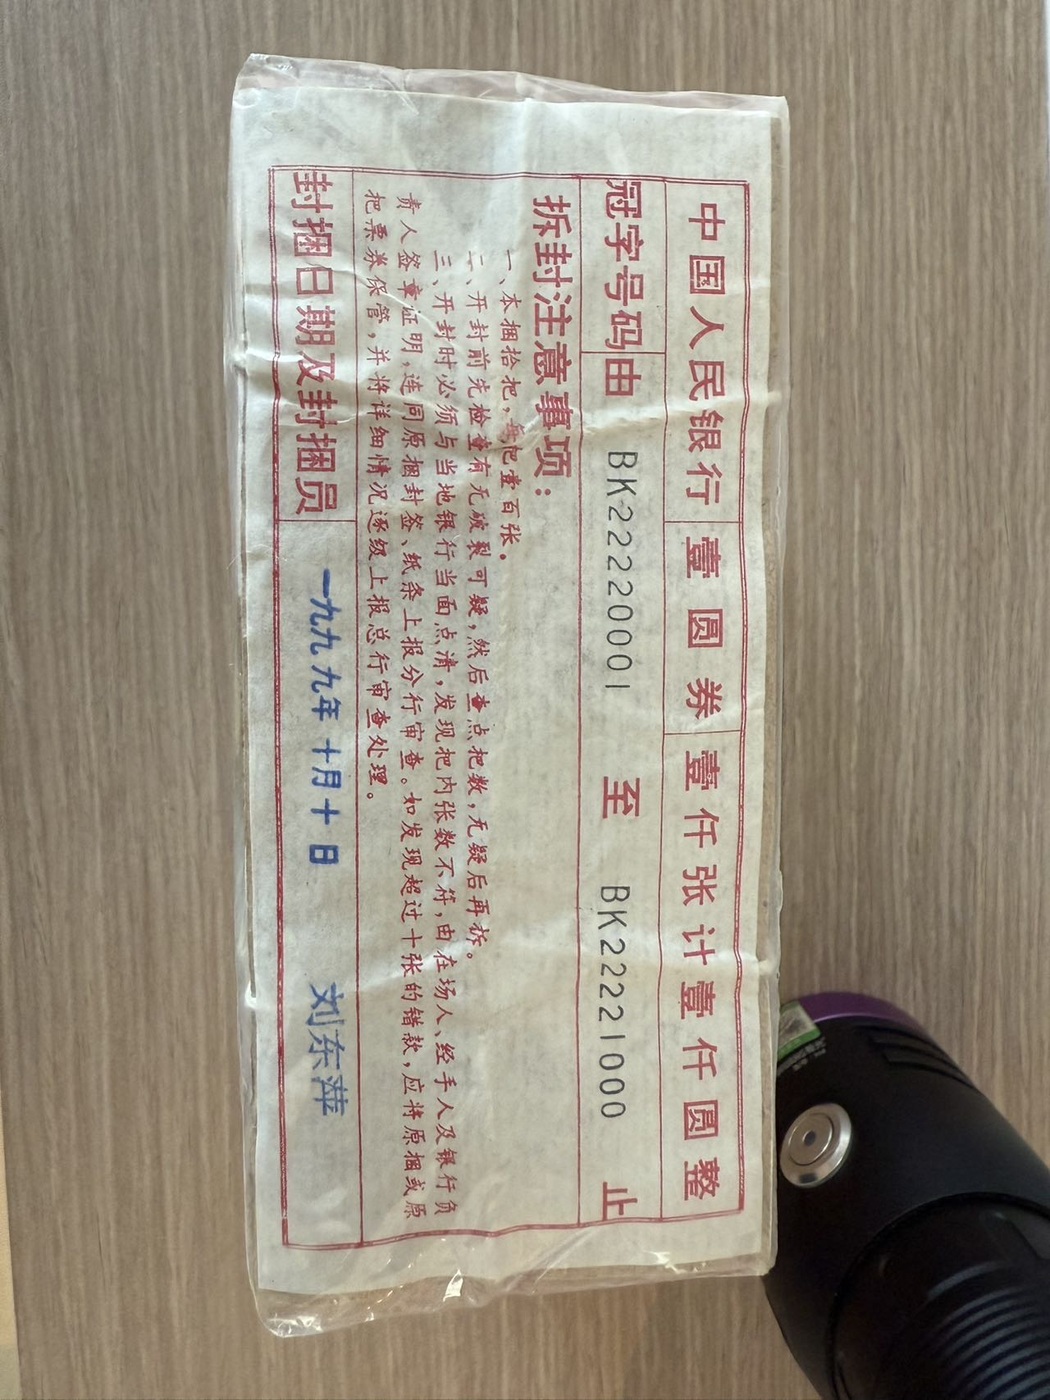 中国人民银行 壹圆券 壹仟张计壹仟圆整
冠字号码由 BK22220001 至 BK22221000 止
拆封注意事项：
一、本捆拾把，每把壹百张。
二、开封前先检查有无破裂可疑，然后查点把数，无疑后再拆。
三、开封时必须与当地银行当面点清，发现把内张数不符，由在场人、经手人及银行负
责人签章证明，连同原捆封签、纸条上报分行审查。如发现超过十张的错款，应将原捆或原
把票券保管，并将详细情况逐级上报总行审查处理。
封捆日期及封捆员 一九九九年十月十日 刘东萍